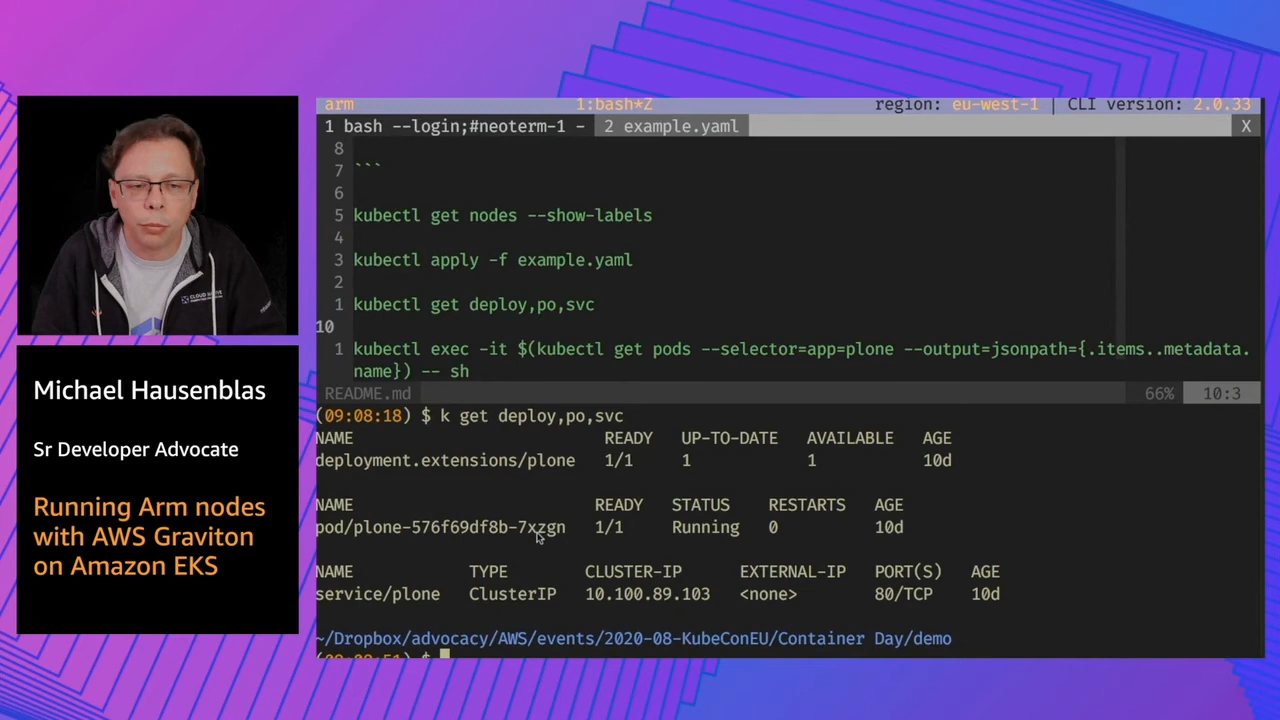 arm 1:bash*Z region: eu-west-1 | CLI version: 2.0.33
1 bash --login;#neoterm-1 - 2 example.yaml X
8
7 ```
6
5 kubectl get nodes --show-labels
4
3 kubectl apply -f example.yaml
2
1 kubectl get deploy,po,svc
10
1 kubectl exec -it $(kubectl get pods --selector=app=plone --output=jsonpath={.items..metadata.
name}) -- sh
README.md 66% 10:3
(09:08:18) $ k get deploy,po,svc
NAME READY UP-TO-DATE AVAILABLE AGE
deployment.extensions/plone 1/1 1 1 10d
NAME READY STATUS RESTARTS AGE
pod/plone-576f69df8b-7xzgn 1/1 Running 0 10d
NAME TYPE CLUSTER-IP EXTERNAL-IP PORT(S) AGE
service/plone ClusterIP 10.100.89.103 <none> 80/TCP 10d
~/Dropbox/advocacy/AWS/events/2020-08-KubeConEU/Container Day/demo
Michael Hausenblas
Sr Developer Advocate
Running Arm nodes
with AWS Graviton
on Amazon EKS
CLOUD NATIVE